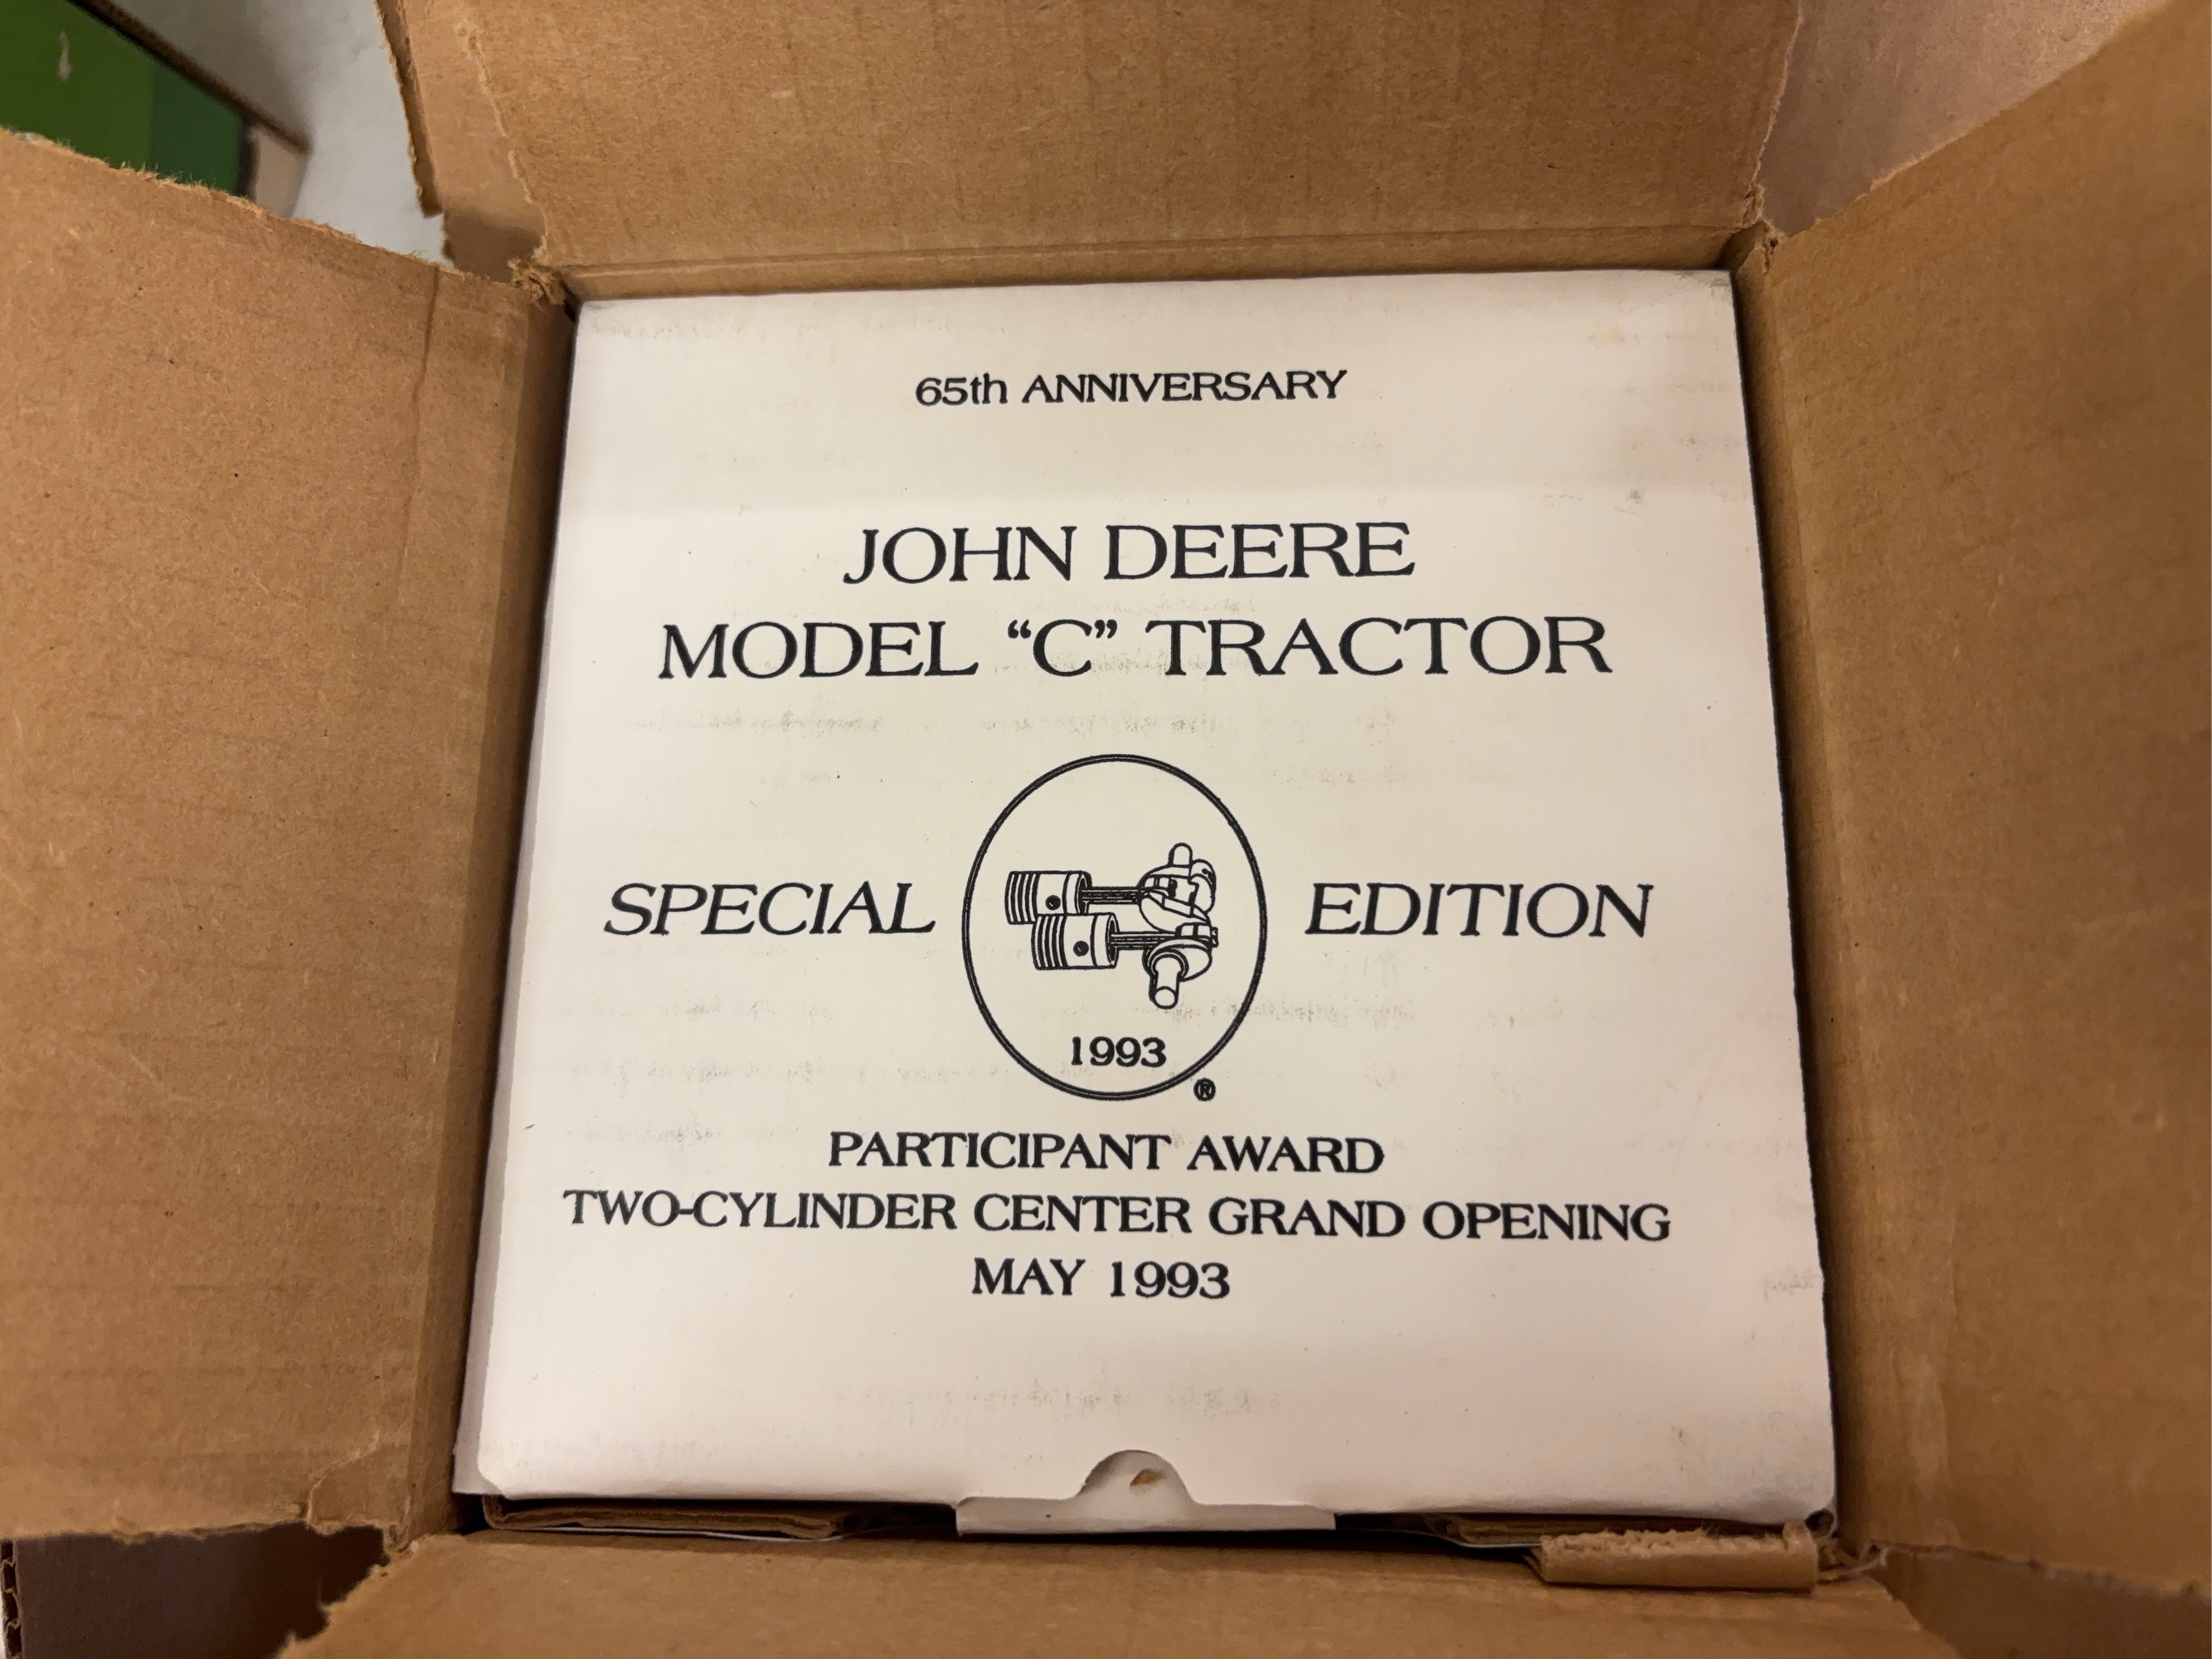 65th ANNIVERSARY
JOHN DEERE
MODEL “C” TRACTOR
SPECIAL EDITION
1993
®
PARTICIPANT AWARD
TWO-CYLINDER CENTER GRAND OPENING
MAY 1993